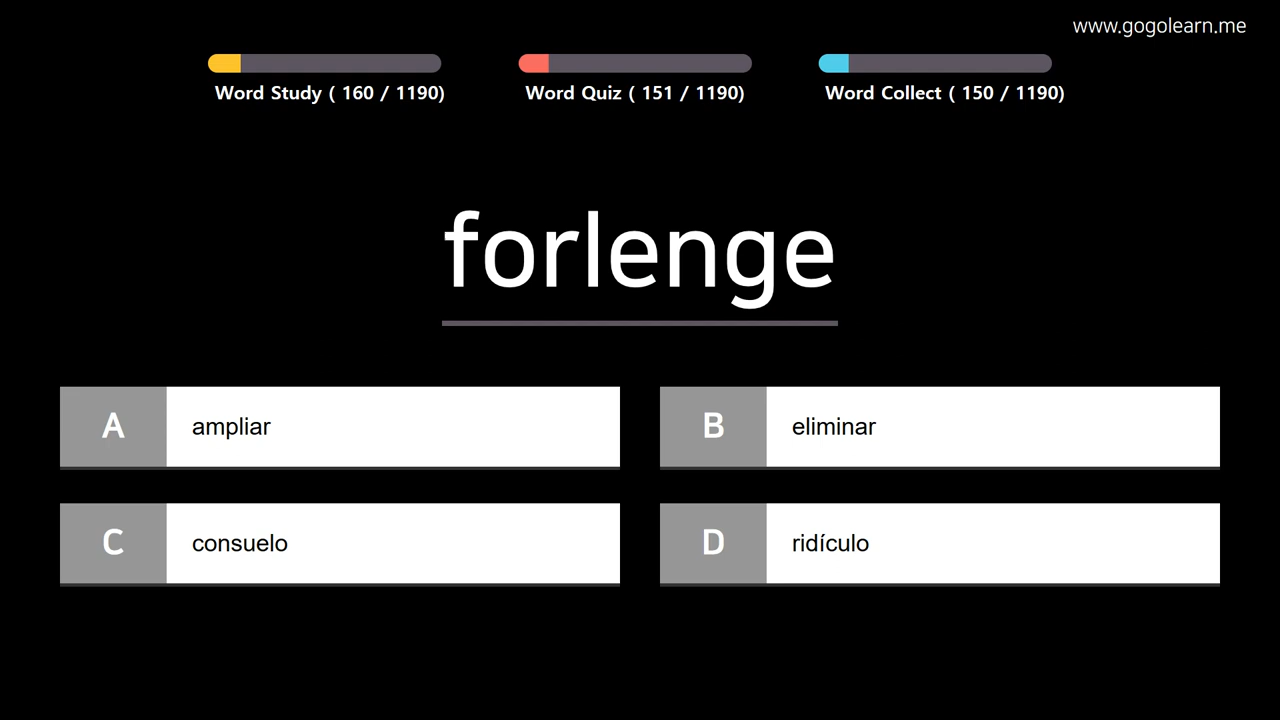 www.gogolearn.me
Word Study ( 160 / 1190)
Word Quiz ( 151 / 1190)
Word Collect ( 150 / 1190)
forlenge
A ampliar
B eliminar
C consuelo
D ridículo